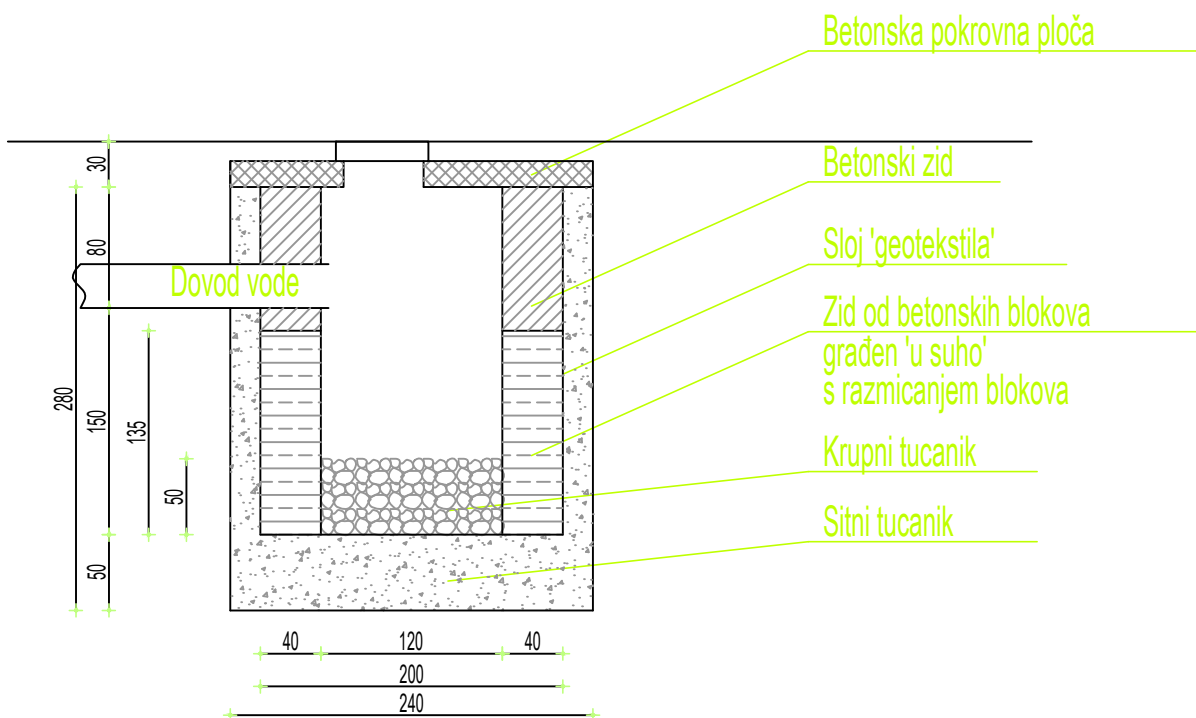 Betonska pokrovna ploča
30
Betonski zid
80
Sloj 'geotekstila'
Dovod vode
Zid od betonskih blokova
građen 'u suho'
s razmicanjem blokova
280
150
135
50
Krupni tucanik
Sitni tucanik
50
40
120
40
200
240